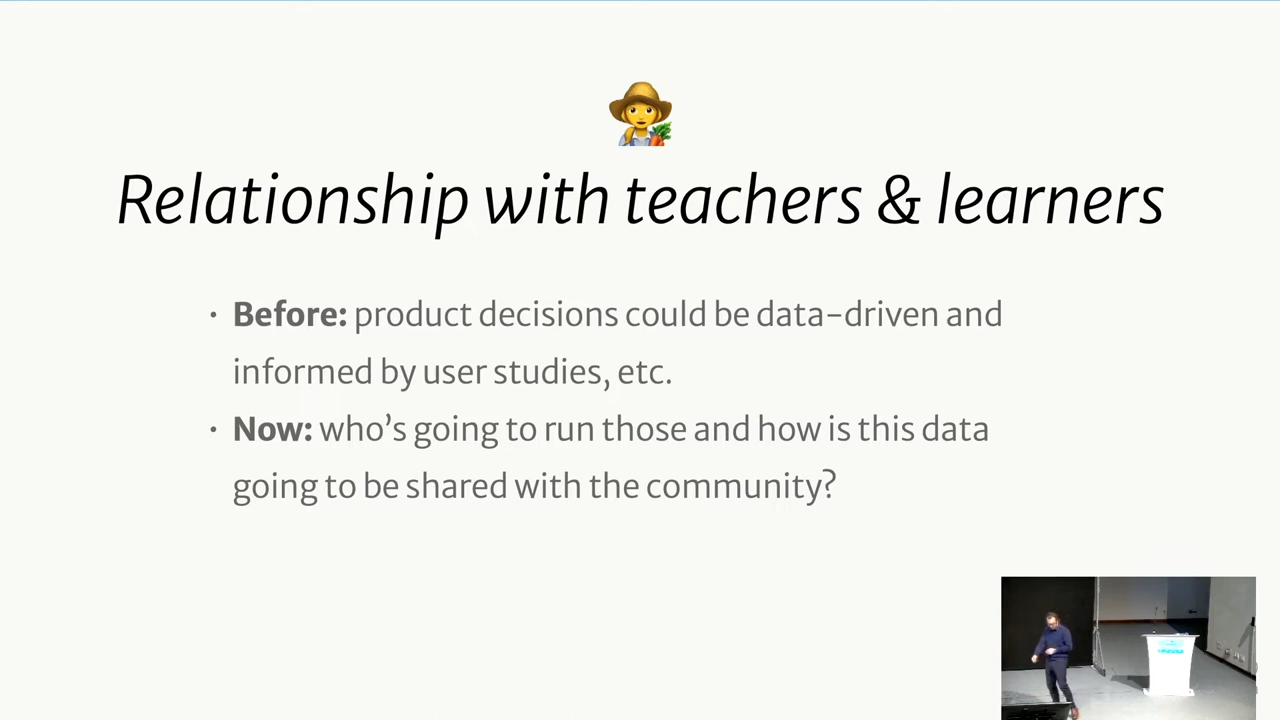 Relationship with teachers & learners
• Before: product decisions could be data-driven and
informed by user studies, etc.
• Now: who’s going to run those and how is this data
going to be shared with the community?